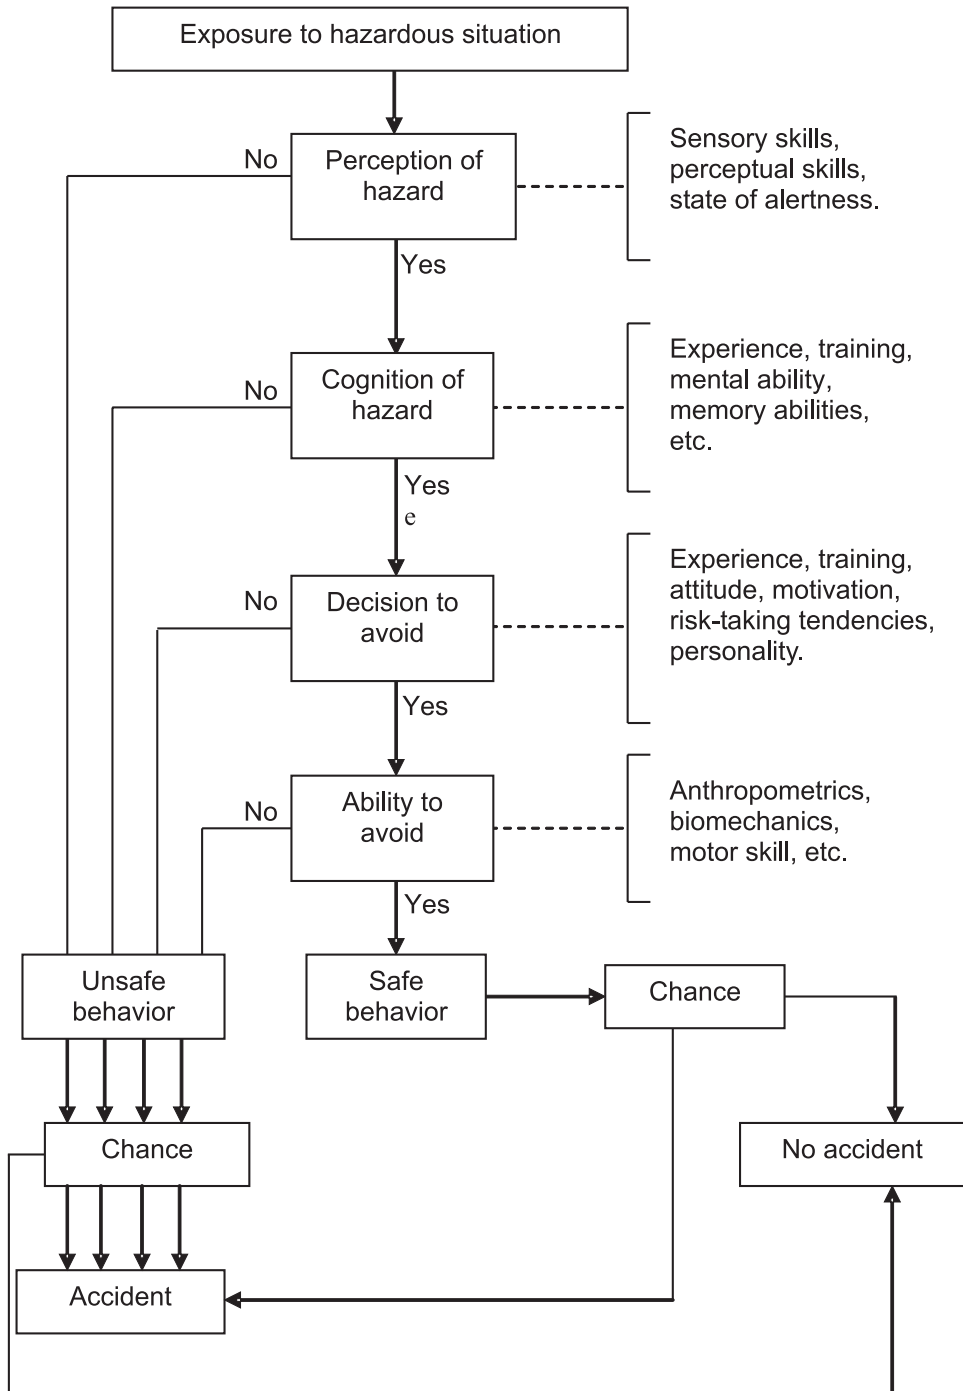 Exposure to hazardous situation
No
Perception of
hazard
Sensory skills,
perceptual skills,
state of alertness.
Yes
No
Cognition of
hazard
Experience, training,
mental ability,
memory abilities,
etc.
Yes
e
No
Decision to
avoid
Experience, training,
attitude, motivation,
risk-taking tendencies,
personality.
Yes
No
Ability to
avoid
Anthropometrics,
biomechanics,
motor skill, etc.
Yes
Unsafe
behavior
Safe
behavior
Chance
Chance
No accident
Accident